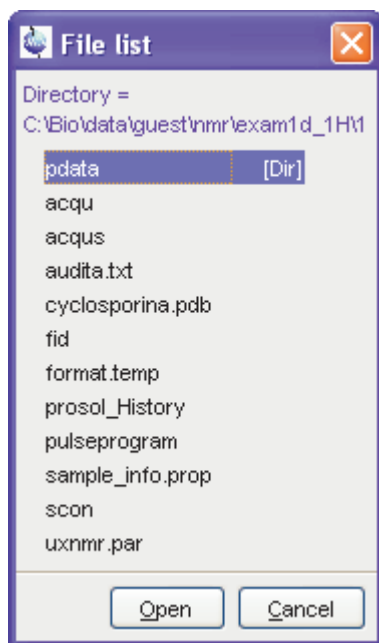 File list
Directory =
C:\Bio\data\guest\nmr\exam1d_1H\1
pdata [Dir]
acqu
acqus
audita.txt
cyclosporina.pdb
fid
format.temp
prosol_History
pulseprogram
sample_info.prop
scon
uxnmr.par
Open Cancel